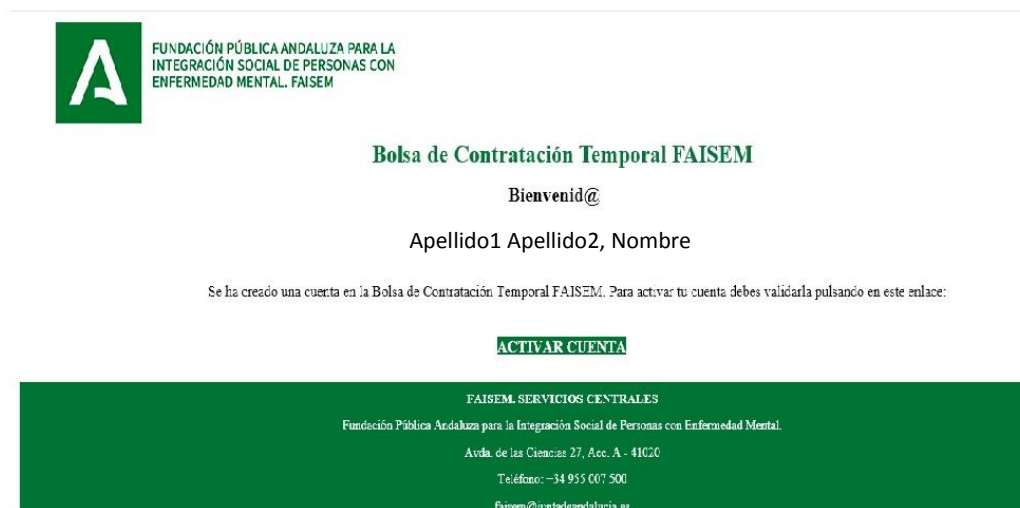 FUNDACIÓN PÚBLICA ANDALUZA PARA LA
INTEGRACIÓN SOCIAL DE PERSONAS CON
ENFERMEDAD MENTAL. FAISEM
Bolsa de Contratación Temporal FAISEM
Bienvenid@
Apellido1 Apellido2, Nombre
Se ha creado una cuenta en la Bolsa de Contratación Temporal FAISEM. Para activar tu cuenta debes validarla pulsando en este enlace:
ACTIVAR CUENTA
FAISEM. SERVICIOS CENTRALES
Fundación Pública Andaluza para la Integración Social de Personas con Enfermedad Mental.
Avda. de las Ciencias 27, Acc. A - 41020
Teléfono: +34 955 007 500
faisem@juntadeandalucia.es